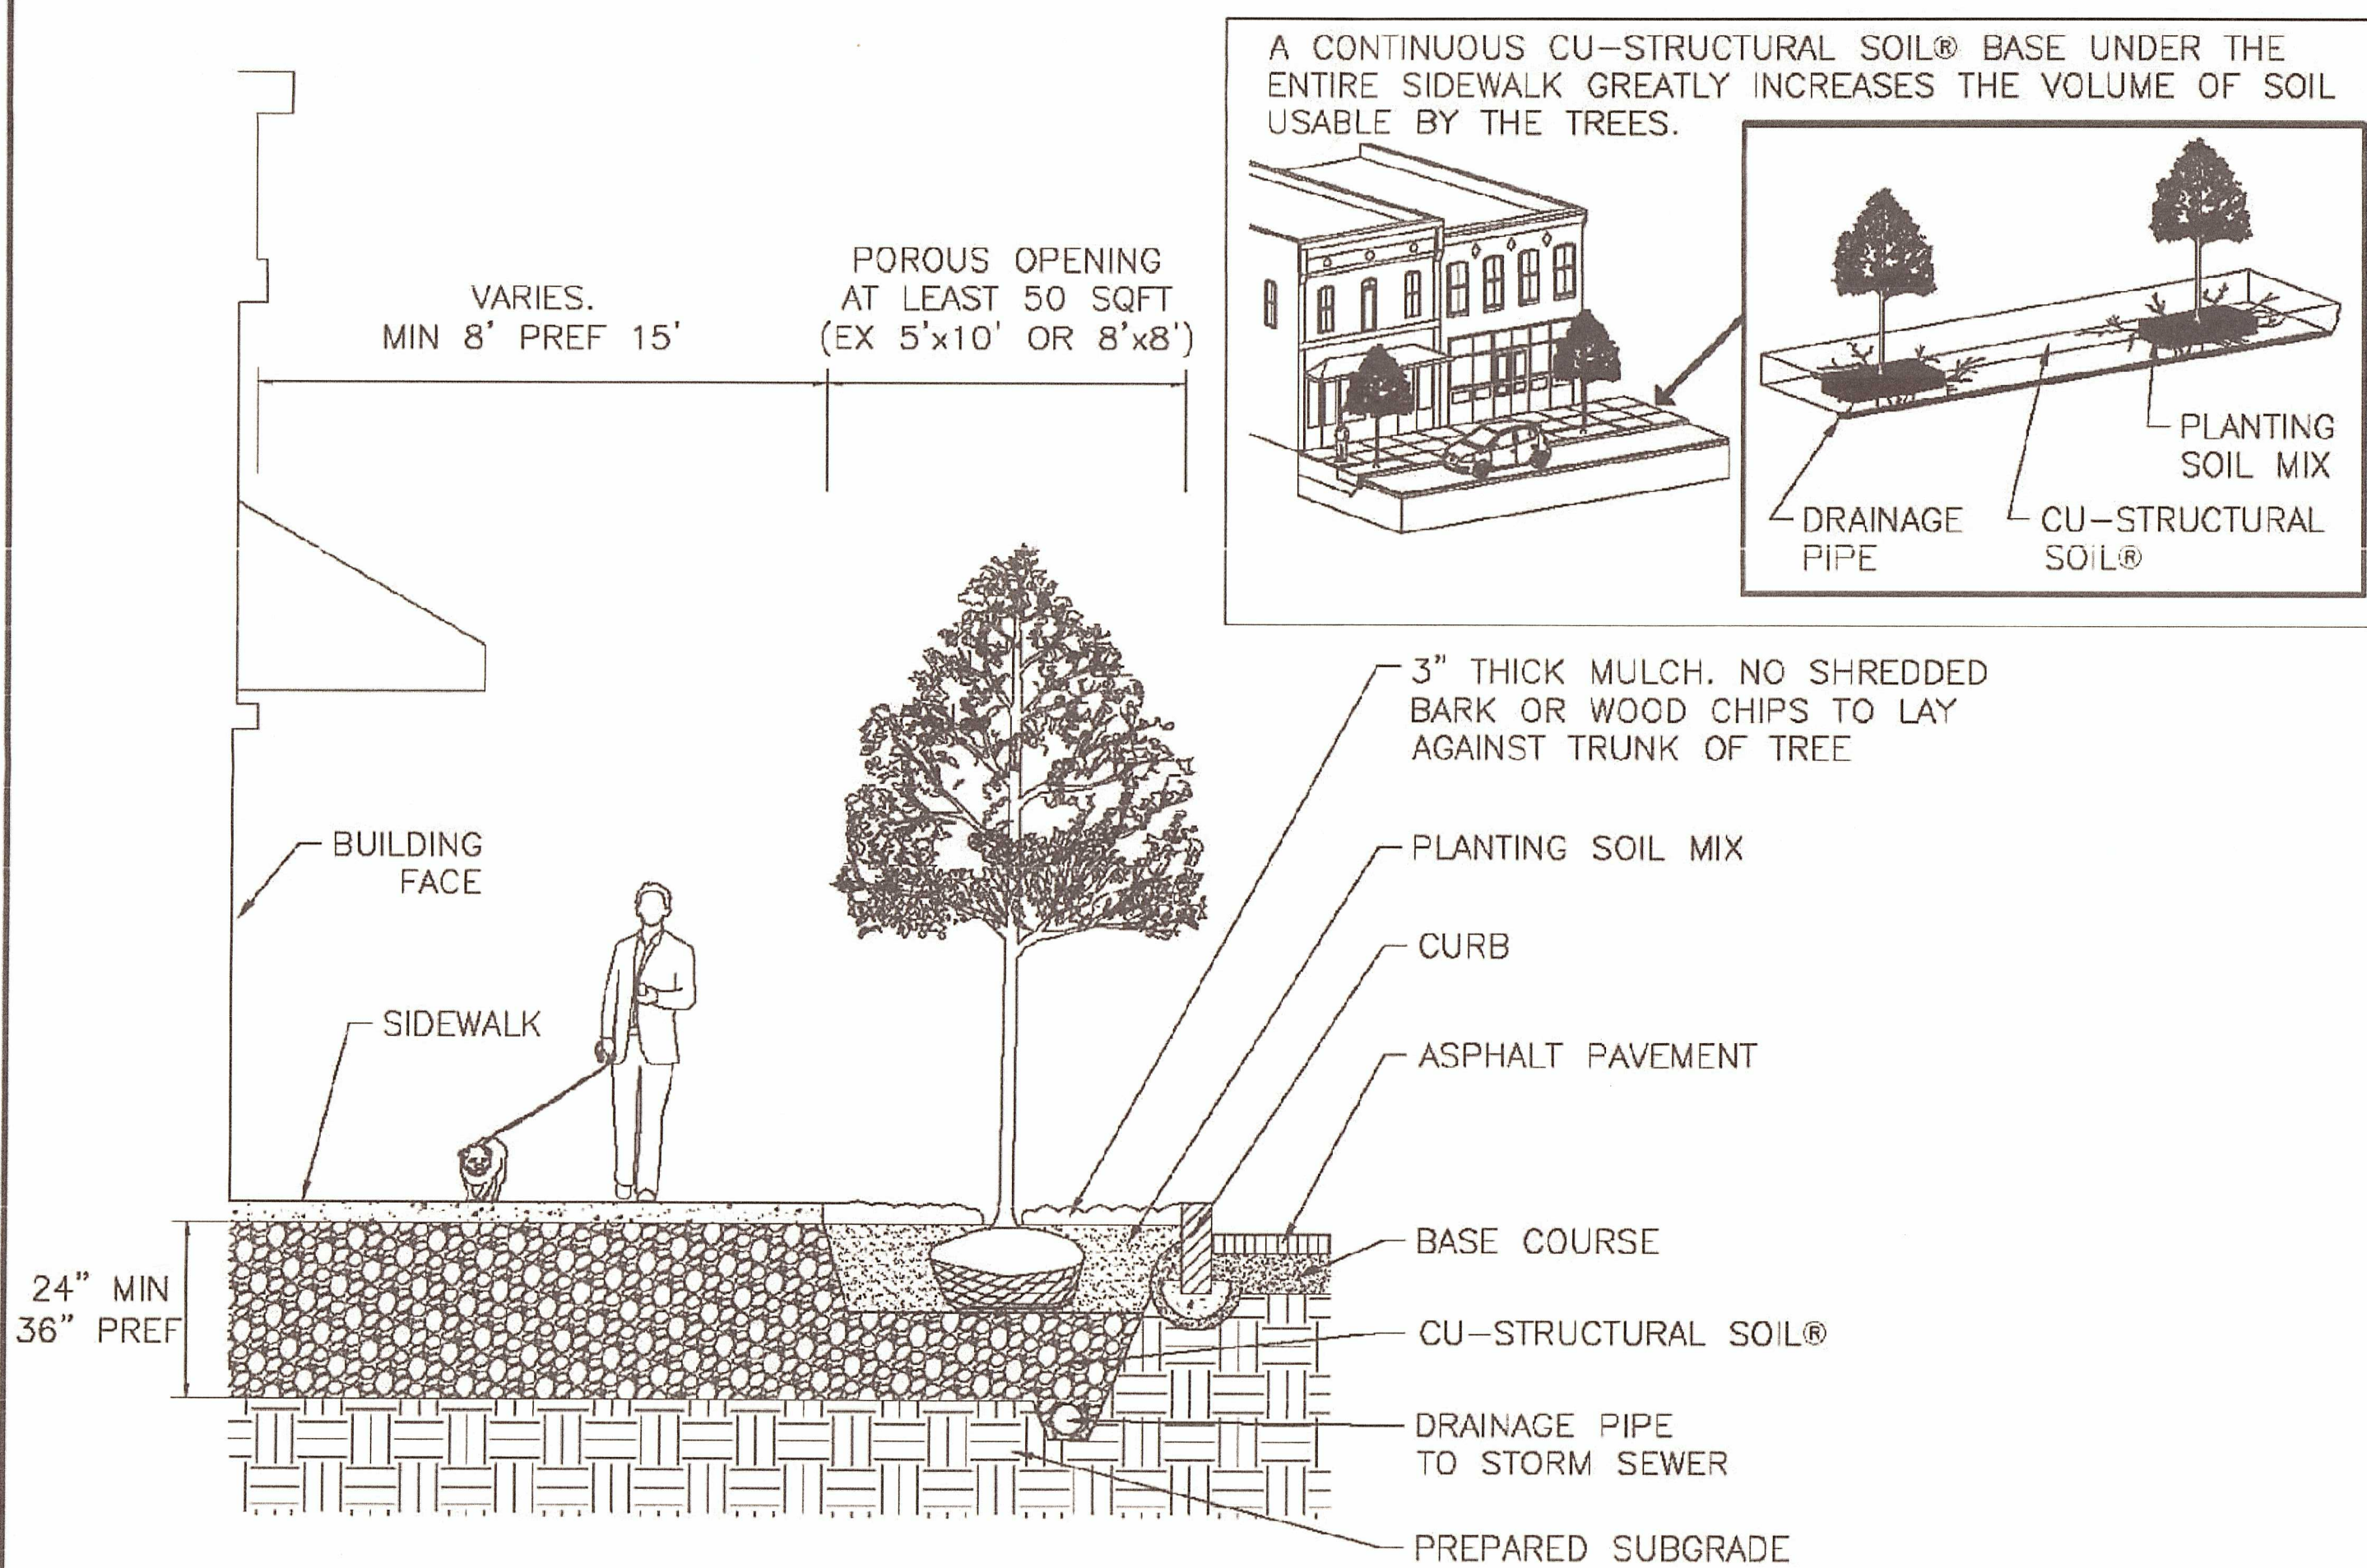 A CONTINUOUS CU-STRUCTURAL SOIL® BASE UNDER THE
ENTIRE SIDEWALK GREATLY INCREASES THE VOLUME OF SOIL
USABLE BY THE TREES.
PLANTING
SOIL MIX
DRAINAGE
PIPE
CU-STRUCTURAL
SOIL®
VARIES.
MIN 8' PREF 15'
POROUS OPENING
AT LEAST 50 SQFT
(EX 5'x10' OR 8'x8')
3" THICK MULCH. NO SHREDDED
BARK OR WOOD CHIPS TO LAY
AGAINST TRUNK OF TREE
BUILDING
FACE
PLANTING SOIL MIX
CURB
SIDEWALK
ASPHALT PAVEMENT
BASE COURSE
24" MIN
36" PREF
CU-STRUCTURAL SOIL®
DRAINAGE PIPE
TO STORM SEWER
PREPARED SUBGRADE